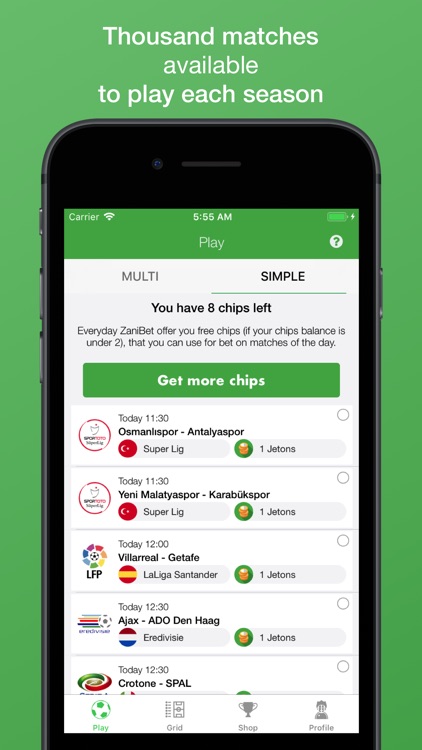 Thousand matches
available
to play each season
Carrier 5:55 AM
Play ?
MULTI SIMPLE
You have 8 chips left
Everyday ZaniBet offer you free chips (if your chips balance is
under 2), that you can use for bet on matches of the day.
Get more chips
Today 11:30
Osmanlıspor - Antalyaspor
SPORTOTO
SüperLig
Super Lig 1 Jetons
Today 11:30
Yeni Malatyaspor - Karabükspor
SPORTOTO
SüperLig
Super Lig 1 Jetons
Today 12:00
Villarreal - Getafe
LFP
LaLiga Santander 1 Jetons
Today 12:30
Ajax - ADO Den Haag
eredivisie
Eredivisie 1 Jetons
Today 12:30
Crotone - SPAL
Play Grid Shop Profile